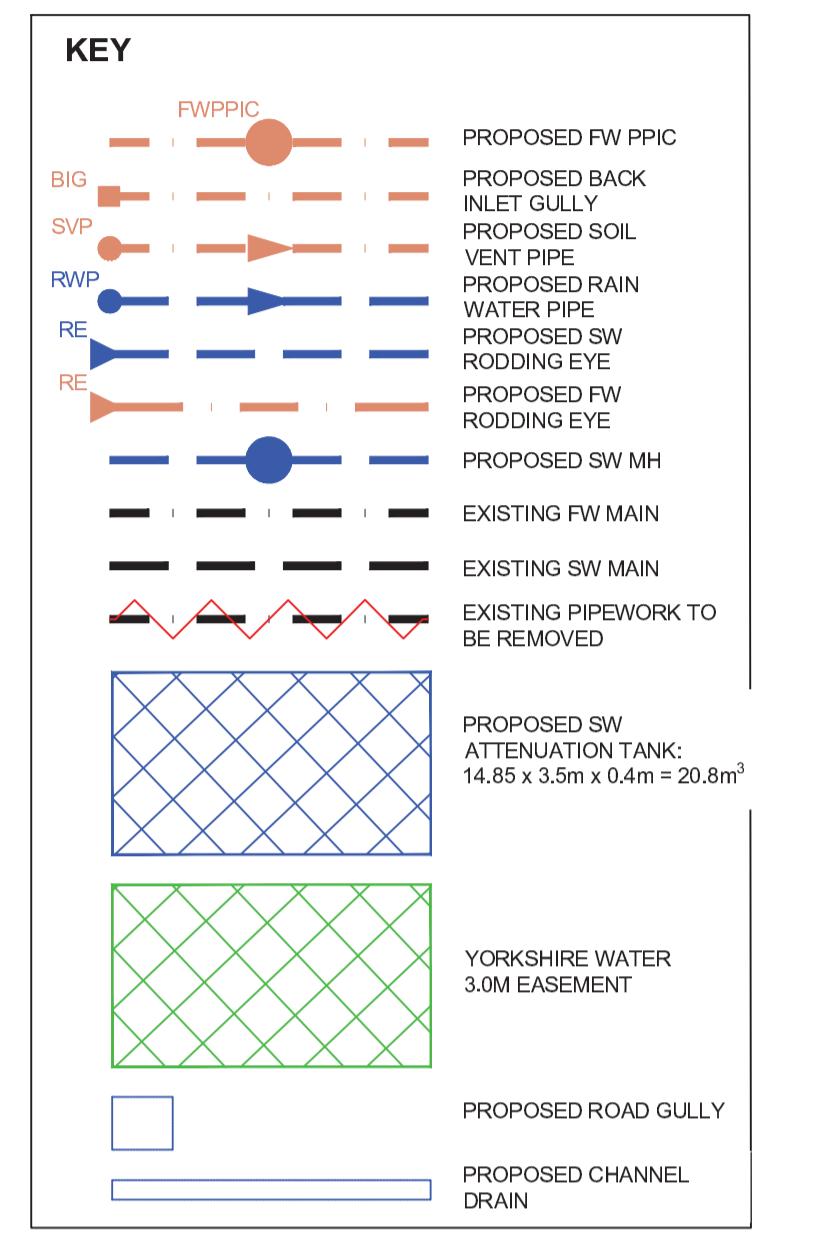 KEY
FWPPIC
PROPOSED FW PPIC
BIG
PROPOSED BACK
INLET GULLY
SVP
PROPOSED SOIL
VENT PIPE
RWP
PROPOSED RAIN
WATER PIPE
RE
PROPOSED SW
RODDING EYE
RE
PROPOSED FW
RODDING EYE
PROPOSED SW MH
EXISTING FW MAIN
EXISTING SW MAIN
EXISTING PIPEWORK TO
BE REMOVED
PROPOSED SW
ATTENUATION TANK:
14.85 x 3.5m x 0.4m = 20.8m³
YORKSHIRE WATER
3.0M EASEMENT
PROPOSED ROAD GULLY
PROPOSED CHANNEL
DRAIN